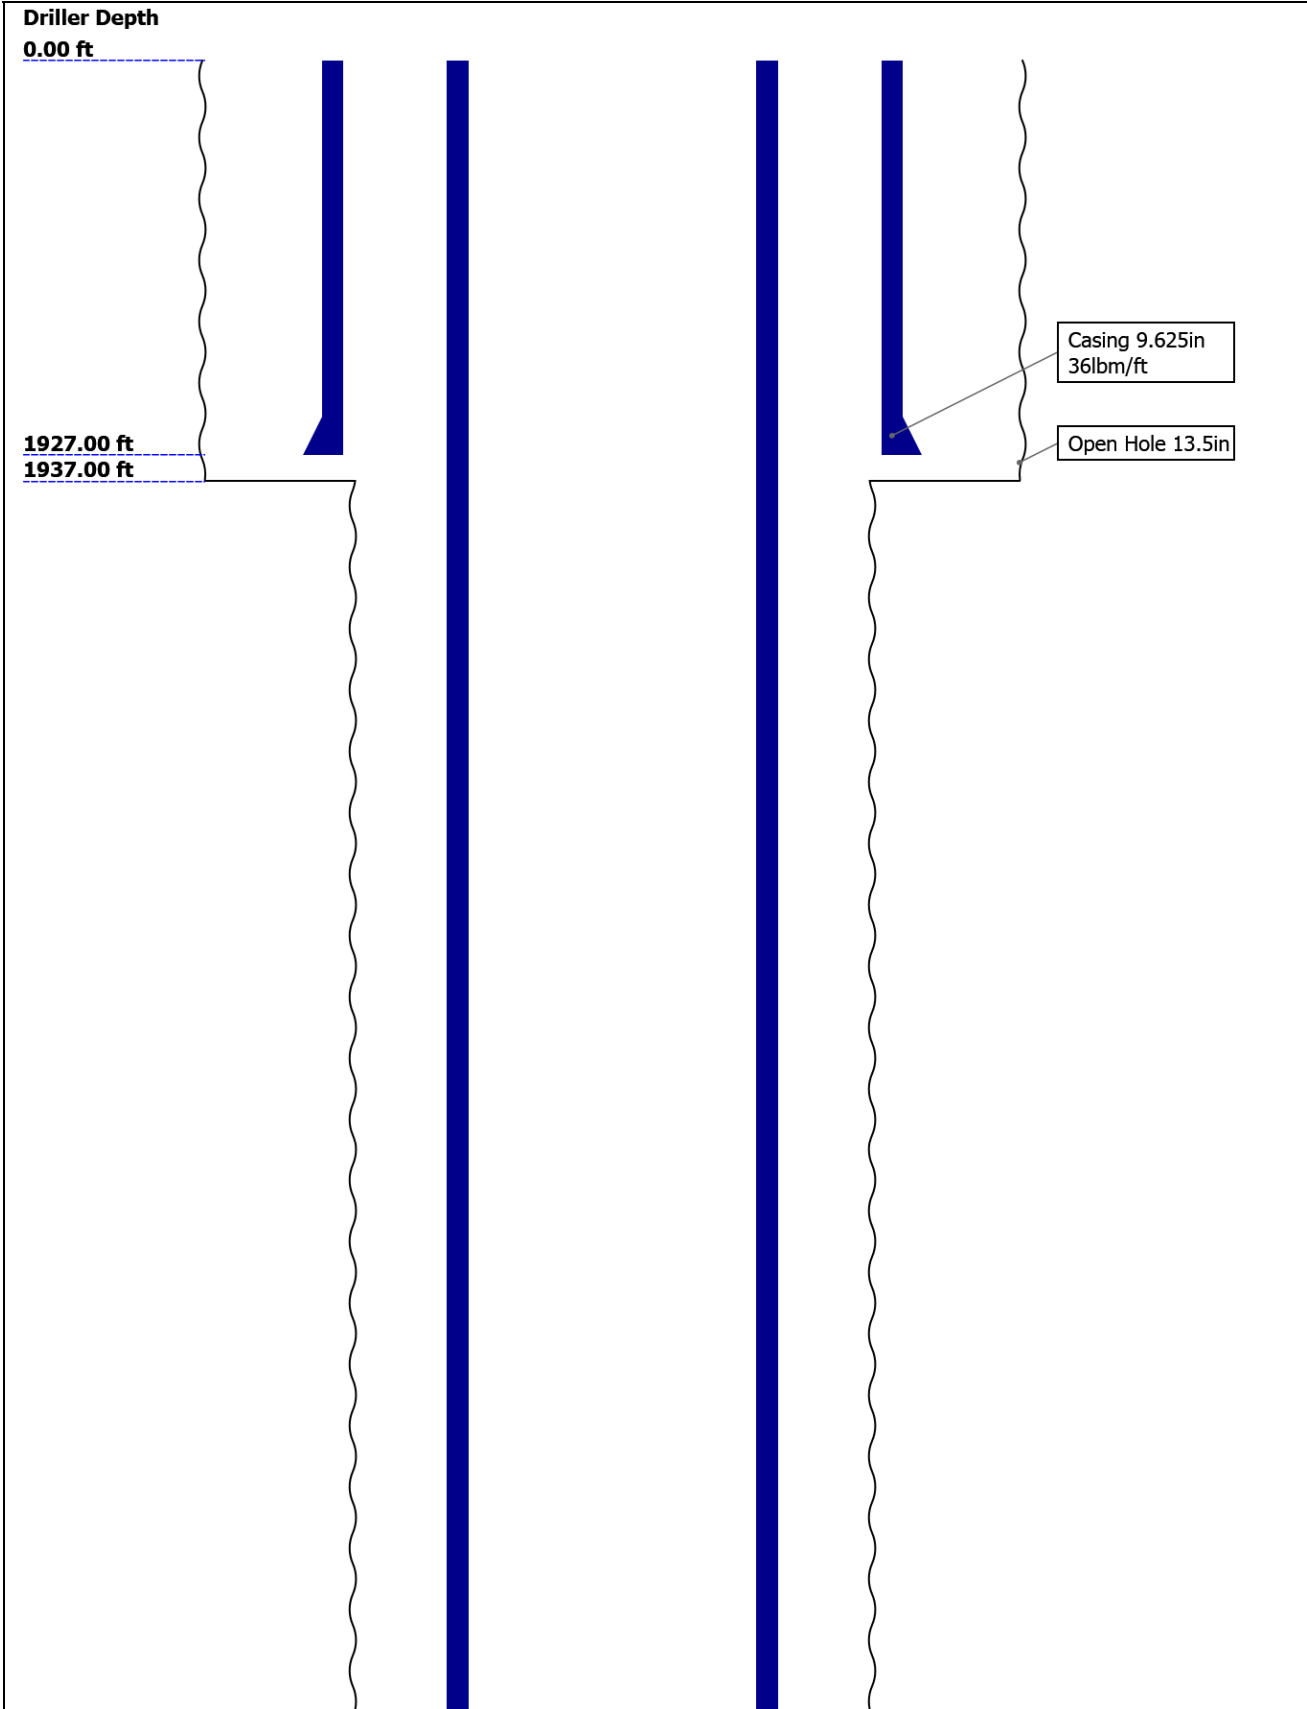 Driller Depth
0.00 ft
Casing 9.625in
36lbm/ft
1927.00 ft
Open Hole 13.5in
1937.00 ft